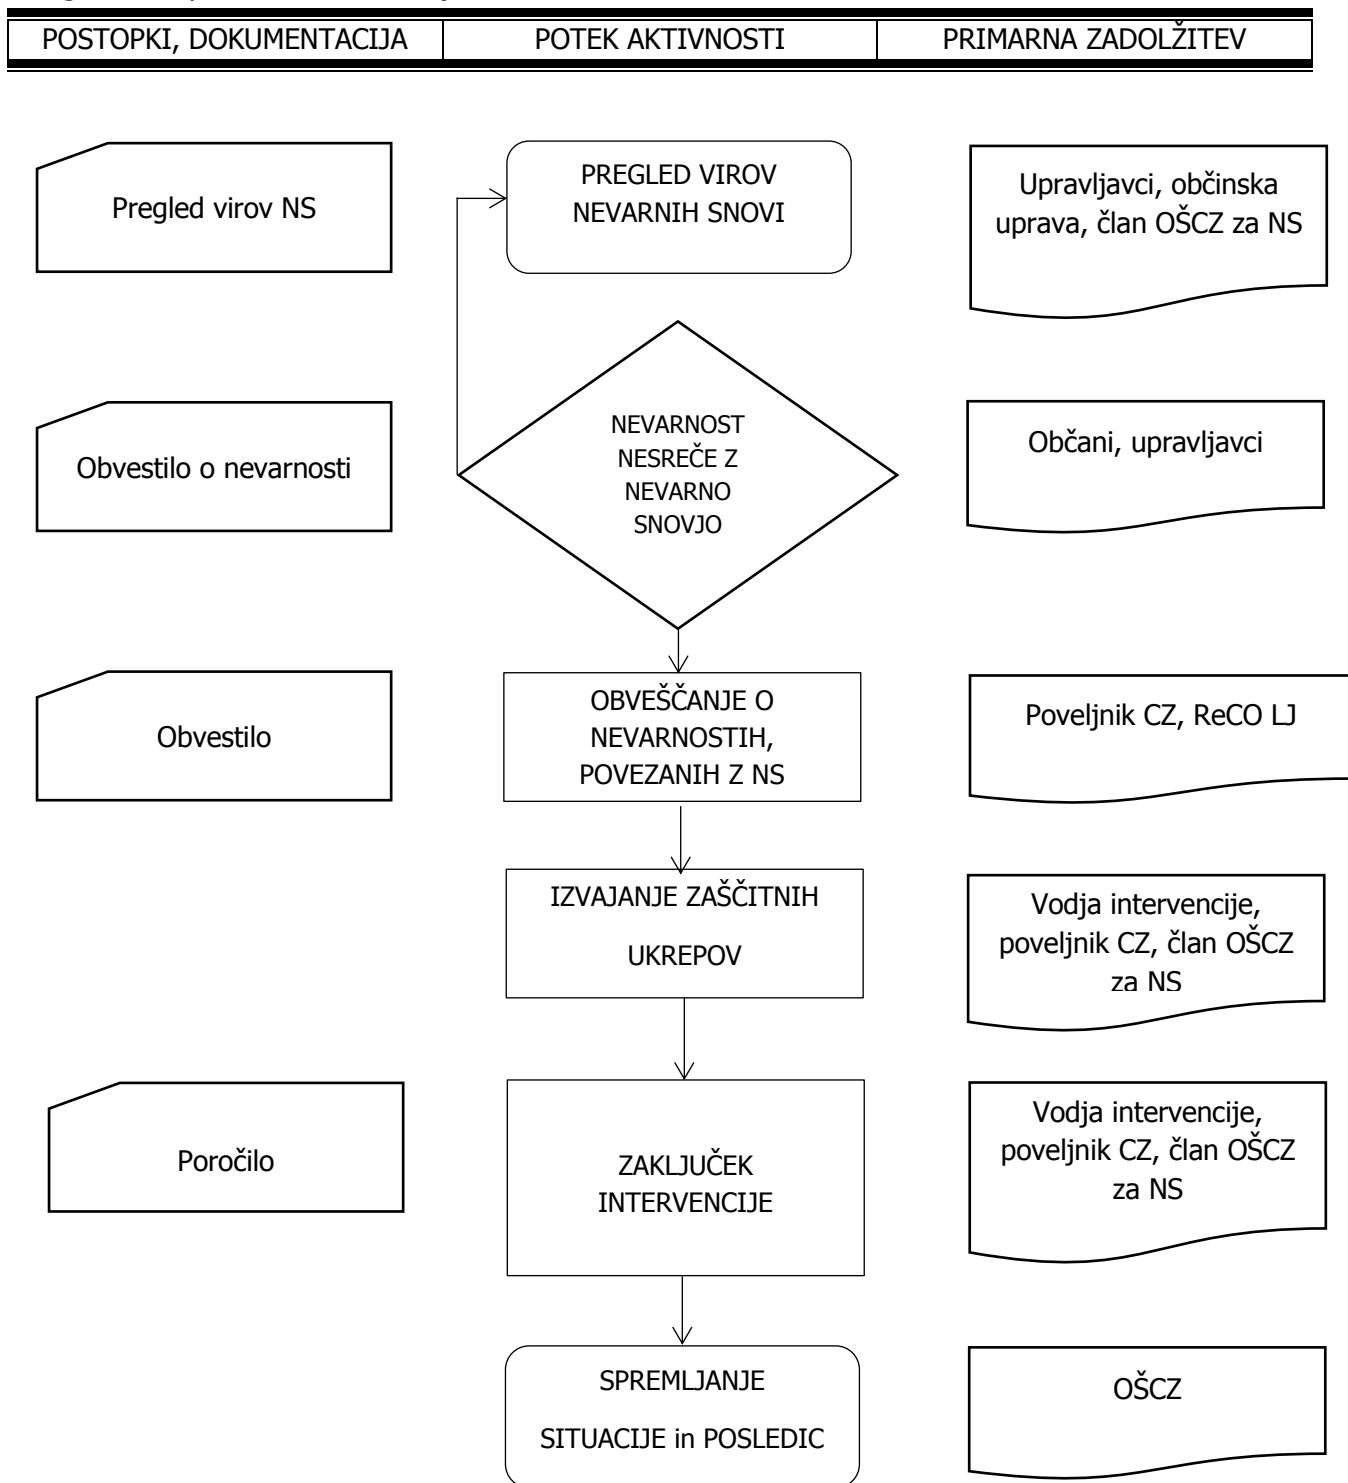 POSTOPKI, DOKUMENTACIJA
POTEK AKTIVNOSTI
PRIMARNA ZADOLŽITEV
Pregled virov NS
PREGLED VIROV
NEVARNIH SNOVI
Upravljavci, občinska
uprava, član OŠCZ za NS
Obvestilo o nevarnosti
NEVARNOST
NESREČE Z
NEVARNO
SNOVJO
Občani, upravljavci
Obvestilo
OBVEŠČANJE O
NEVARNOSTIH,
POVEZANIH Z NS
Poveljnik CZ, ReCO LJ
IZVAJANJE ZAŠČITNIH
UKREPOV
Vodja intervencije,
poveljnik CZ, član OŠCZ
za NS
Poročilo
ZAKLJUČEK
INTERVENCIJE
Vodja intervencije,
poveljnik CZ, član OŠCZ
za NS
SPREMLJANJE
SITUACIJE in POSLEDIC
OŠCZ